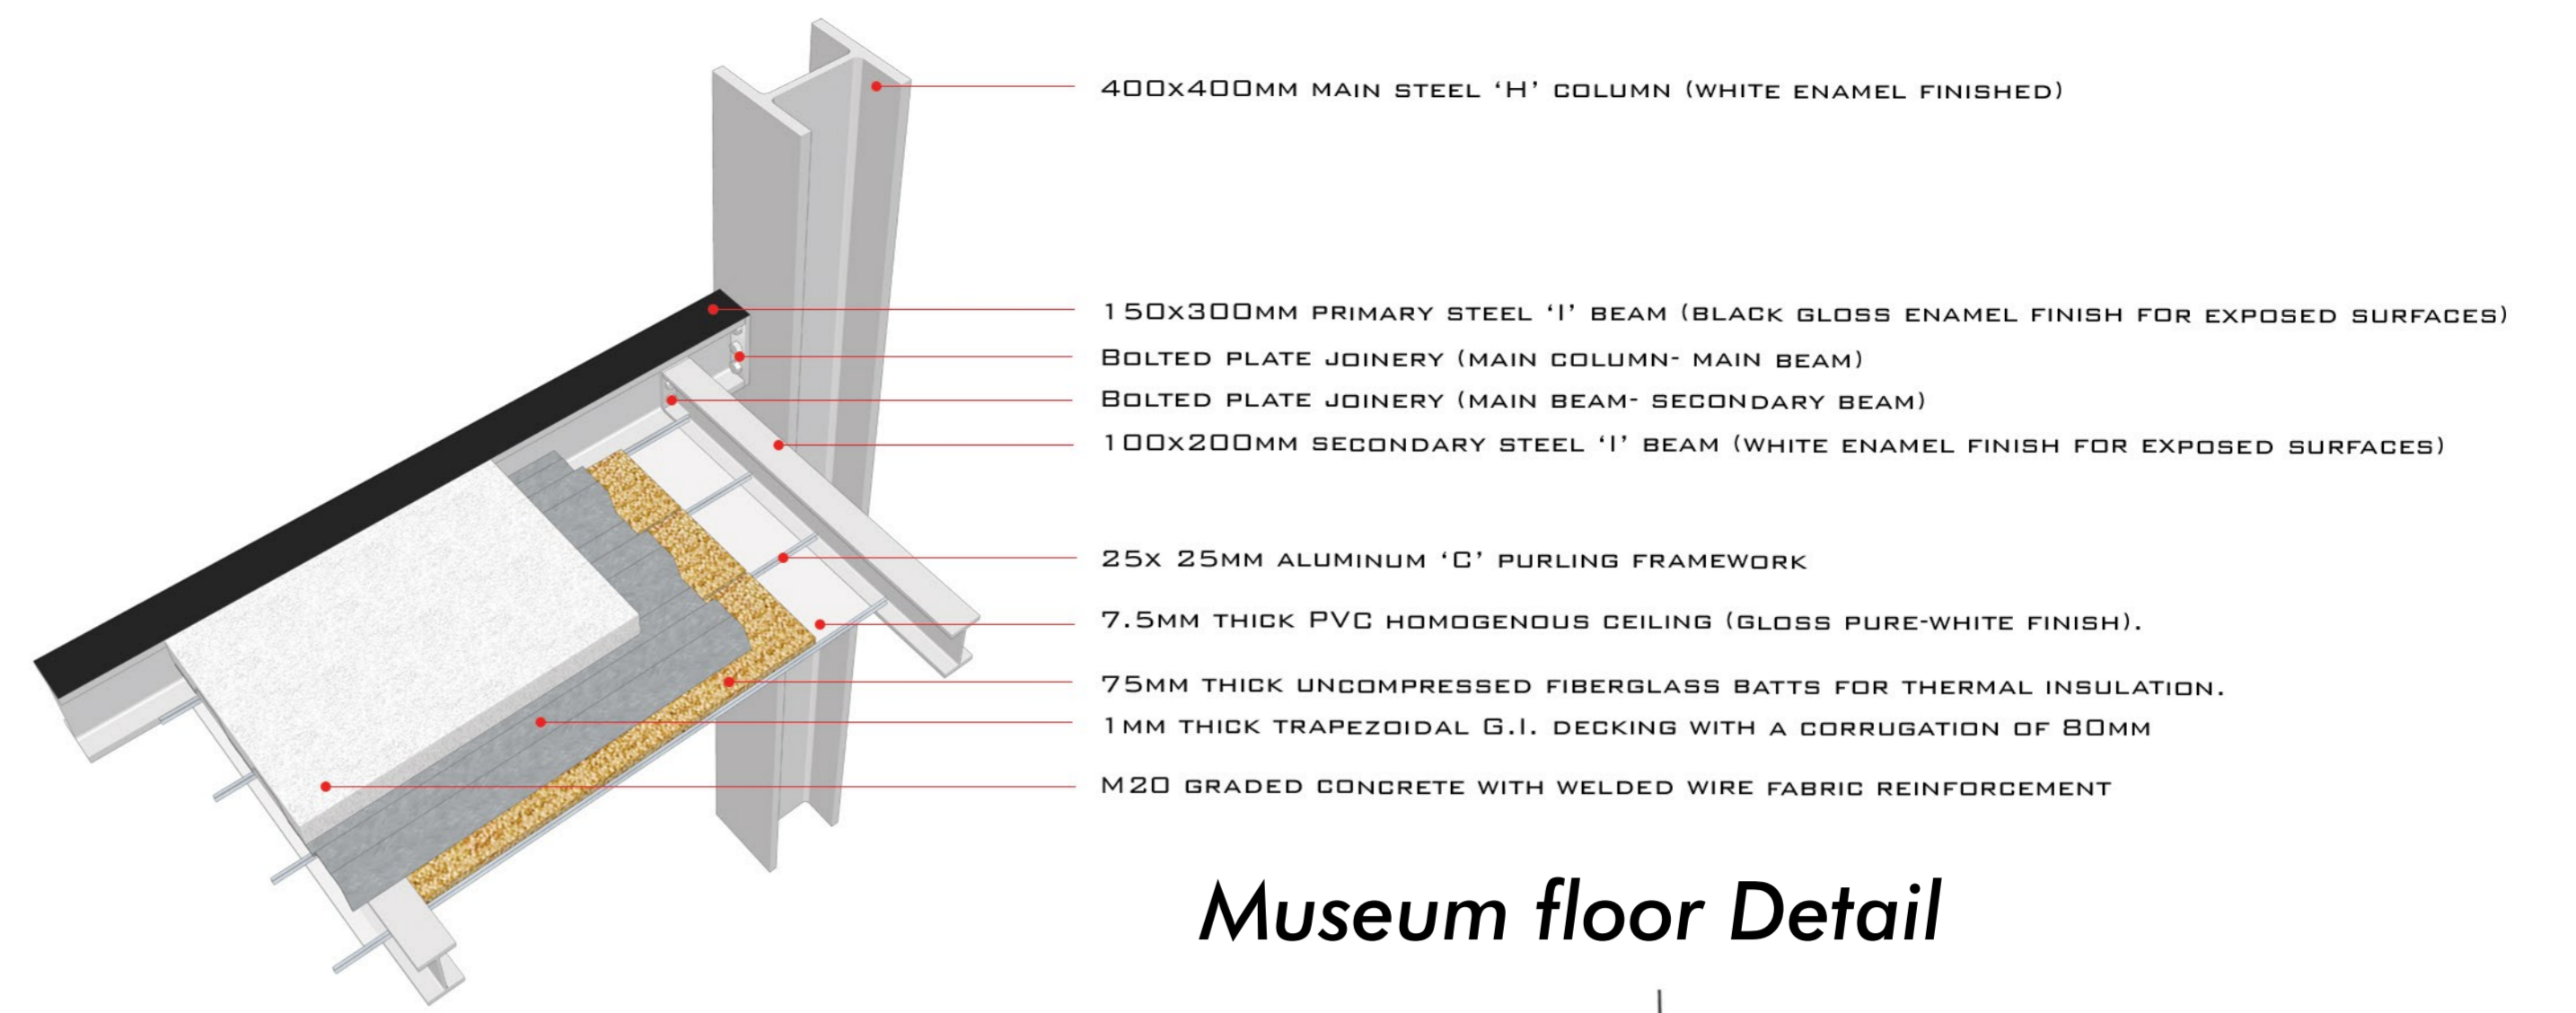 400x400MM MAIN STEEL ‘H’ COLUMN (WHITE ENAMEL FINISHED)
150x300MM PRIMARY STEEL ‘I’ BEAM (BLACK GLOSS ENAMEL FINISH FOR EXPOSED SURFACES)
BOLTED PLATE JOINERY (MAIN COLUMN- MAIN BEAM)
BOLTED PLATE JOINERY (MAIN BEAM- SECONDARY BEAM)
100x200MM SECONDARY STEEL ‘I’ BEAM (WHITE ENAMEL FINISH FOR EXPOSED SURFACES)
25x 25MM ALUMINUM ‘C’ PURLING FRAMEWORK
7.5MM THICK PVC HOMOGENOUS CEILING (GLOSS PURE-WHITE FINISH).
75MM THICK UNCOMPRESSED FIBERGLASS BATTS FOR THERMAL INSULATION.
1MM THICK TRAPEZOIDAL G.I. DECKING WITH A CORRUGATION OF 80MM
M20 GRADED CONCRETE WITH WELDED WIRE FABRIC REINFORCEMENT
Museum floor Detail